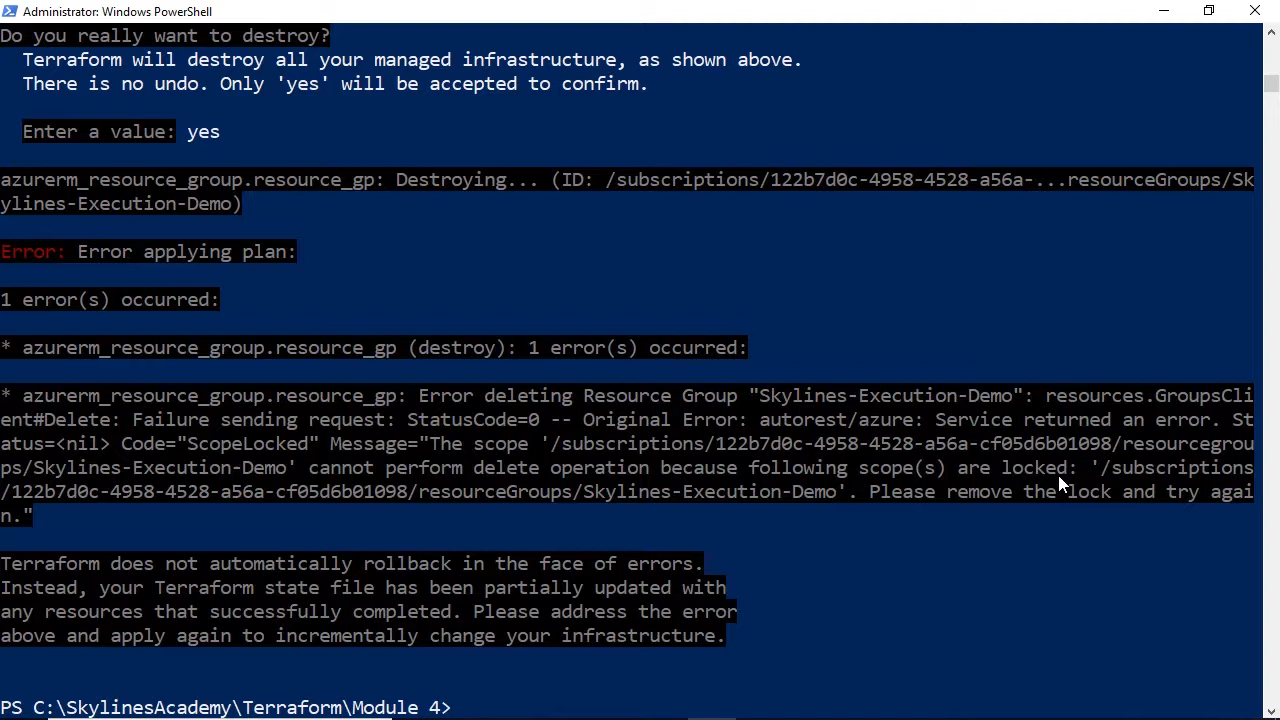 Administrator: Windows PowerShell
Do you really want to destroy?
Terraform will destroy all your managed infrastructure, as shown above.
There is no undo. Only 'yes' will be accepted to confirm.
Enter a value: yes
azurerm_resource_group.resource_gp: Destroying... (ID: /subscriptions/122b7d0c-4958-4528-a56a-...resourceGroups/Sk
ylines-Execution-Demo)
Error: Error applying plan:
1 error(s) occurred:
* azurerm_resource_group.resource_gp (destroy): 1 error(s) occurred:
* azurerm_resource_group.resource_gp: Error deleting Resource Group "Skylines-Execution-Demo": resources.GroupsCli
ent#Delete: Failure sending request: StatusCode=0 -- Original Error: autorest/azure: Service returned an error. St
atus=<nil> Code="ScopeLocked" Message="The scope '/subscriptions/122b7d0c-4958-4528-a56a-cf05d6b01098/resourcegrou
ps/Skylines-Execution-Demo' cannot perform delete operation because following scope(s) are locked: '/subscriptions
/122b7d0c-4958-4528-a56a-cf05d6b01098/resourceGroups/Skylines-Execution-Demo'. Please remove the lock and try agai
n."
Terraform does not automatically rollback in the face of errors.
Instead, your Terraform state file has been partially updated with
any resources that successfully completed. Please address the error
above and apply again to incrementally change your infrastructure.
PS C:\SkylinesAcademy\Terraform\Module 4>